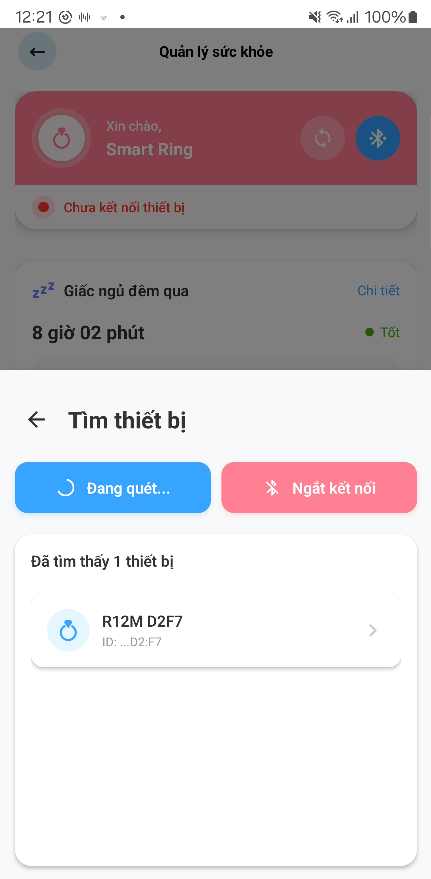 12:21 100%
Quản lý sức khỏe
Xin chào,
Smart Ring
Chưa kết nối thiết bị
zzz Giấc ngủ đêm qua Chi tiết
8 giờ 02 phút Tốt
Tìm thiết bị
Đang quét... Ngắt kết nối
Đã tìm thấy 1 thiết bị
R12M D2F7
ID: ...D2:F7